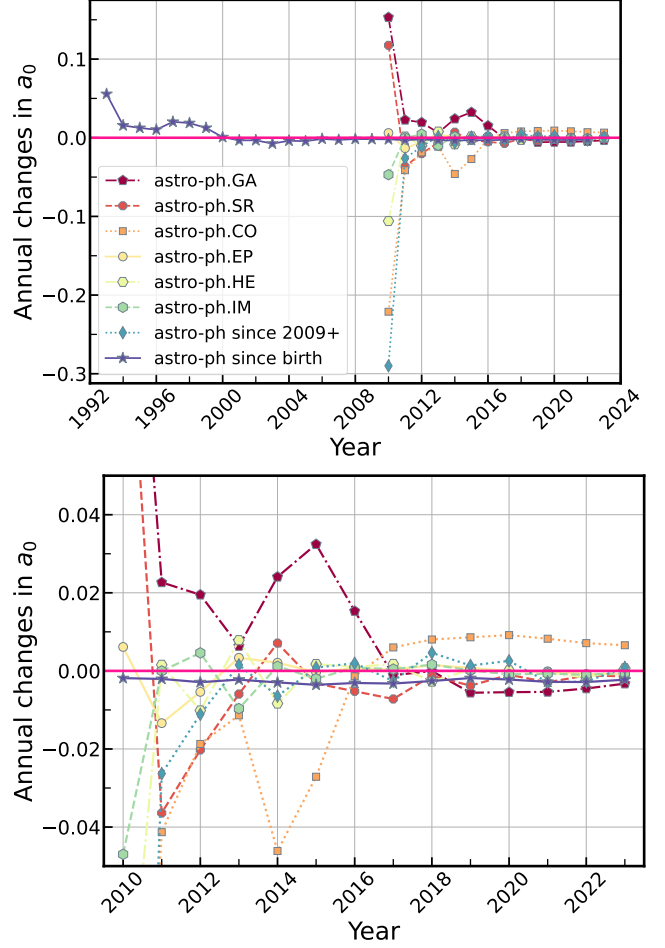 0.1
0.0
−0.1
−0.2
−0.3
Annual changes in a0
astro-ph.GA
astro-ph.SR
astro-ph.CO
astro-ph.EP
astro-ph.HE
astro-ph.IM
astro-ph since 2009+
astro-ph since birth
1992
1996
2000
2004
2008
2012
2016
2020
2024
Year
0.04
0.02
0.00
−0.02
−0.04
Annual changes in a0
2010
2012
2014
2016
2018
2020
2022
Year